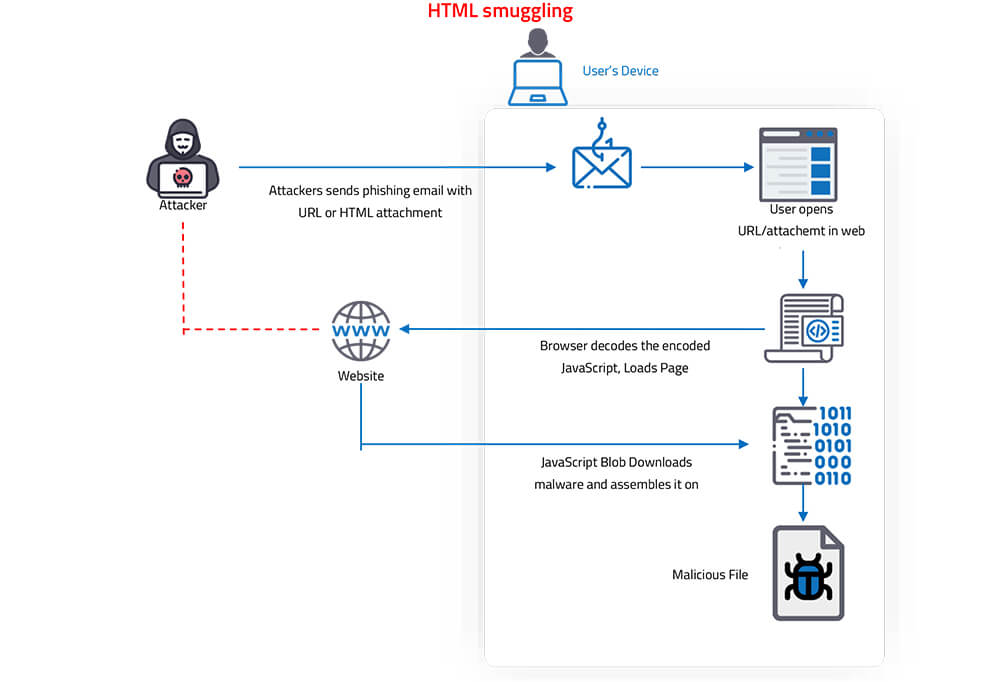 HTML smuggling
User's Device
Attacker
Attackers sends phishing email with
URL or HTML attachment
User opens
URL/attachemt in web
WWW
Website
Browser decodes the encoded
JavaScript, Loads Page
1011
1010
0101
000
0110
JavaScript Blob Downloads
malware and assembles it on
Malicious File